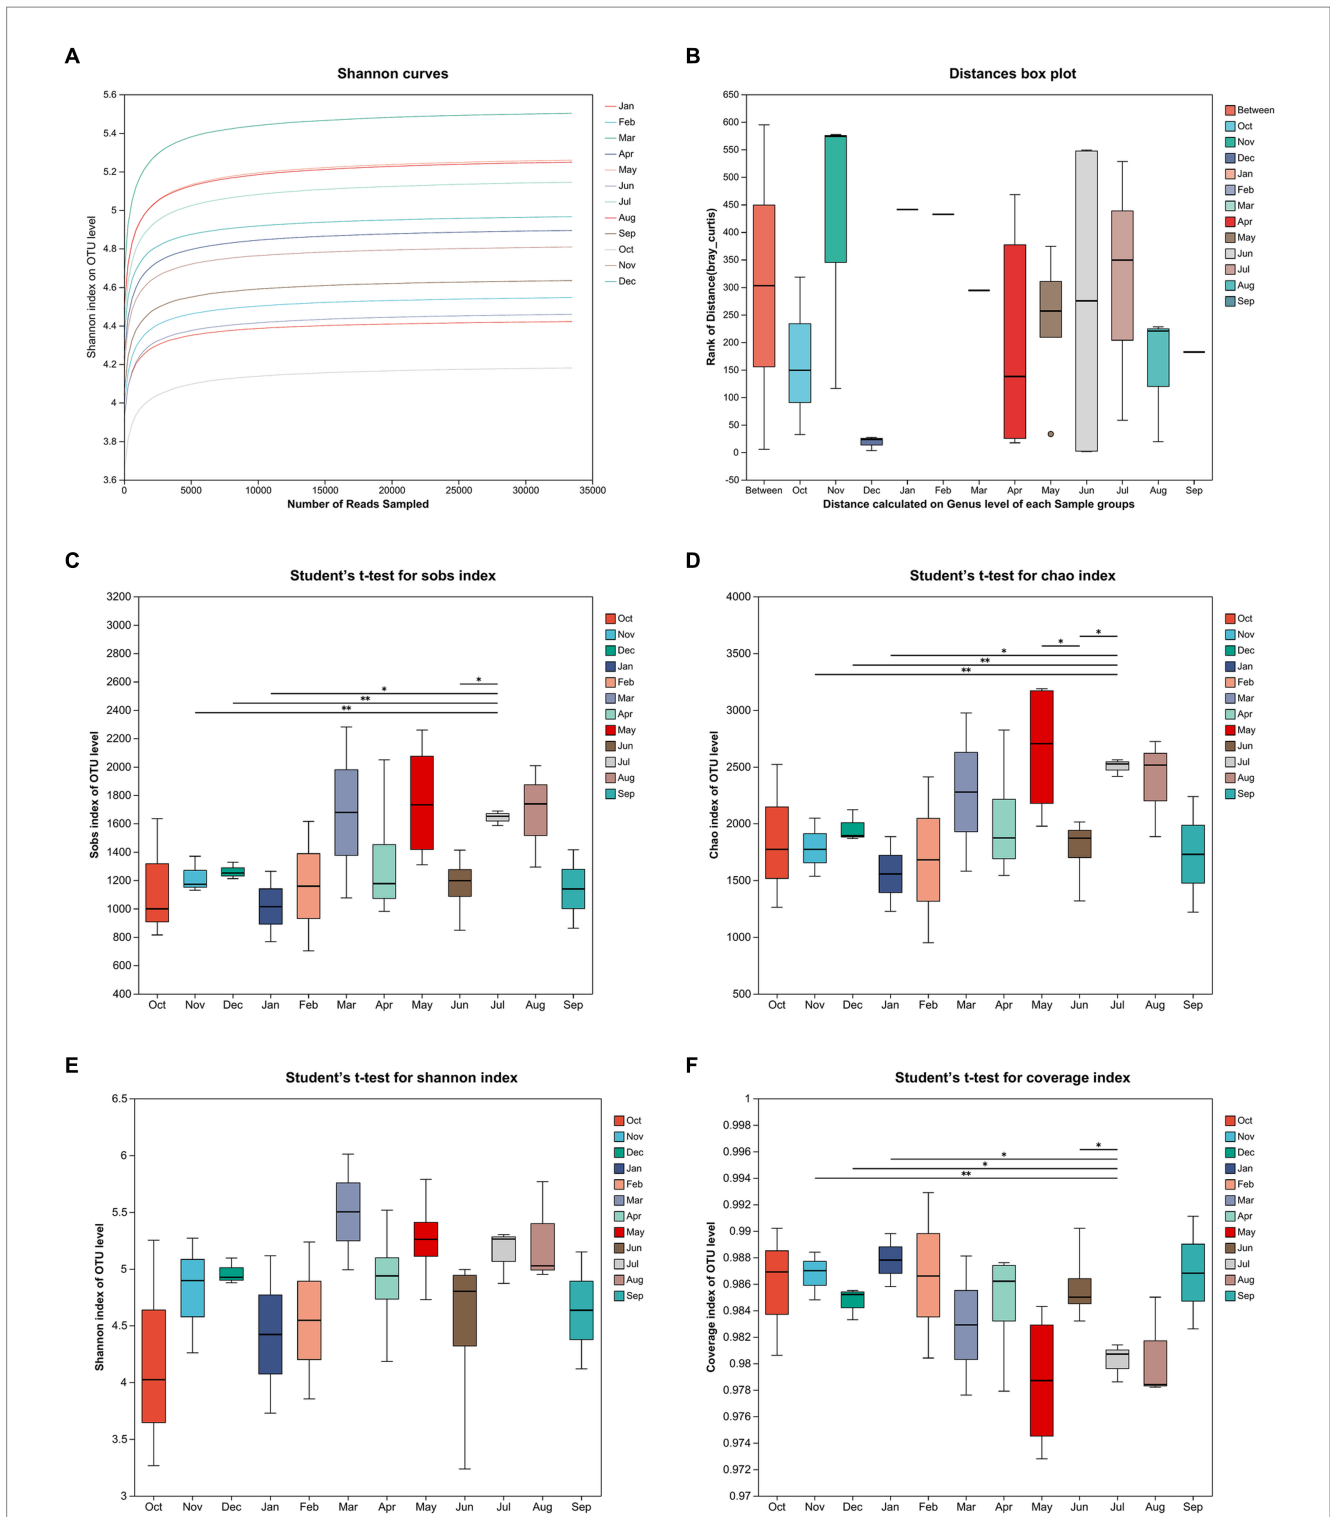 A
Shannon curves
5.6
5.4
5.2
5
4.8
4.6
4.4
4.2
4
3.8
3.6
Shannon index on OTU level
0
5000
10000
15000
20000
25000
30000
35000
Number of Reads Sampled
Jan
Feb
Mar
Apr
May
Jun
Jul
Aug
Sep
Oct
Nov
Dec
B
Distances box plot
650
600
550
500
450
400
350
300
250
200
150
100
50
0
-50
Rank of Distance(bray_curtis)
Between
Oct
Nov
Dec
Jan
Feb
Mar
Apr
May
Jun
Jul
Aug
Sep
Distance calculated on Genus level of each Sample groups
Between
Oct
Nov
Dec
Jan
Feb
Mar
Apr
May
Jun
Jul
Aug
Sep
C
Student's t-test for sobs index
3200
3000
2800
2600
2400
2200
2000
1800
1600
1400
1200
1000
800
600
400
Sobs index of OTU level
*
*
**
**
Oct
Nov
Dec
Jan
Feb
Mar
Apr
May
Jun
Jul
Aug
Sep
Oct
Nov
Dec
Jan
Feb
Mar
Apr
May
Jun
Jul
Aug
Sep
D
Student's t-test for chao index
4000
3500
3000
2500
2000
1500
1000
500
Chao index of OTU level
*
*
*
**
**
Oct
Nov
Dec
Jan
Feb
Mar
Apr
May
Jun
Jul
Aug
Sep
Oct
Nov
Dec
Jan
Feb
Mar
Apr
May
Jun
Jul
Aug
Sep
E
Student's t-test for shannon index
6.5
6
5.5
5
4.5
4
3.5
3
Shannon index of OTU level
Oct
Nov
Dec
Jan
Feb
Mar
Apr
May
Jun
Jul
Aug
Sep
Oct
Nov
Dec
Jan
Feb
Mar
Apr
May
Jun
Jul
Aug
Sep
F
Student's t-test for coverage index
1
0.998
0.996
0.994
0.992
0.99
0.988
0.986
0.984
0.982
0.98
0.978
0.976
0.974
0.972
0.97
Coverage index of OTU level
*
*
*
**
Oct
Nov
Dec
Jan
Feb
Mar
Apr
May
Jun
Jul
Aug
Sep
Oct
Nov
Dec
Jan
Feb
Mar
Apr
May
Jun
Jul
Aug
Sep